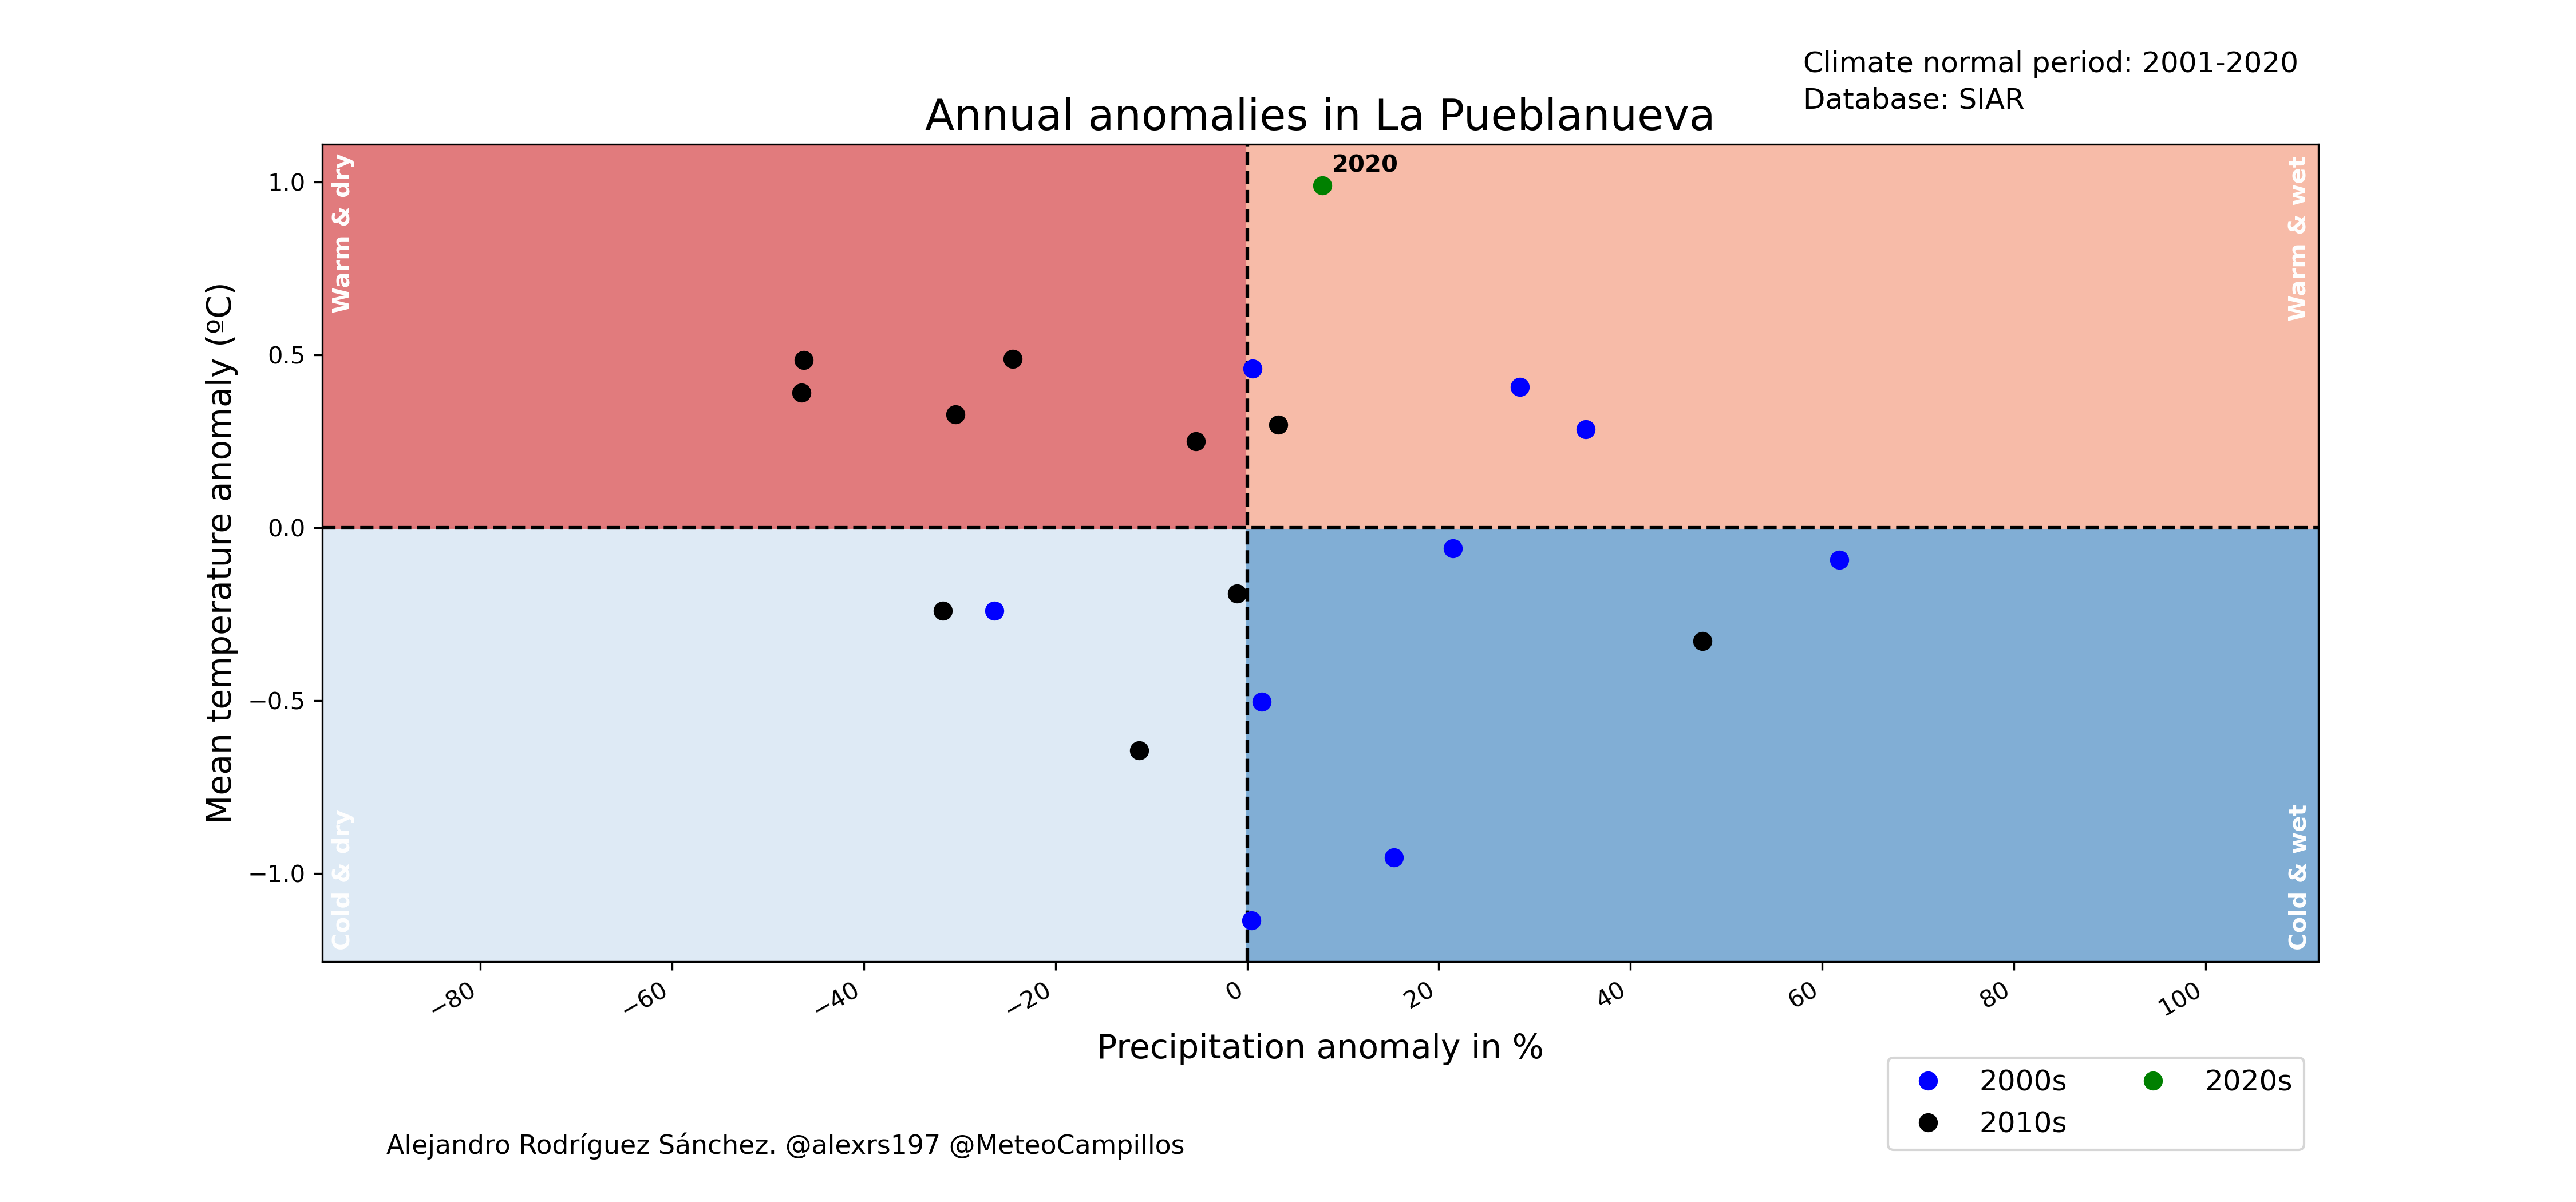 Climate normal period: 2001-2020
Database: SIAR
Annual anomalies in La Pueblanueva
Warm & dry
2020
Warm & wet
1.0
0.5
0.0
−0.5
−1.0
Mean temperature anomaly (ºC)
Cold & dry
Cold & wet
−80
−60
−40
−20
0
20
40
60
80
100
Precipitation anomaly in %
2000s
2010s
2020s
Alejandro Rodríguez Sánchez. @alexrs197 @MeteoCampillos